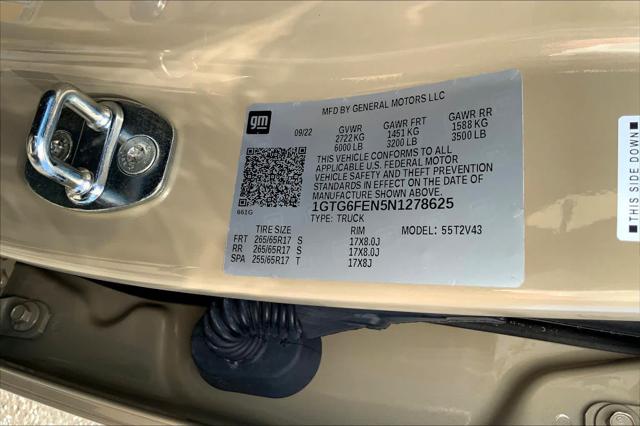 gm
MFD BY GENERAL MOTORS LLC
09/22 GVWR GAWR FRT GAWR RR
2722 KG 1451 KG 1588 KG
6000 LB 3200 LB 3500 LB
THIS VEHICLE CONFORMS TO ALL
APPLICABLE U.S. FEDERAL MOTOR
VEHICLE SAFETY AND THEFT PREVENTION
STANDARDS IN EFFECT ON THE DATE OF
MANUFACTURE SHOWN ABOVE.
661G 1GTG6FEN5N1278625
TYPE: TRUCK
TIRE SIZE RIM MODEL: 55T2V43
FRT 265/65R17 S 17X8.0J
RR 265/65R17 S 17X8.0J
SPA 255/65R17 T 17X8J
THIS SIDE DOWN